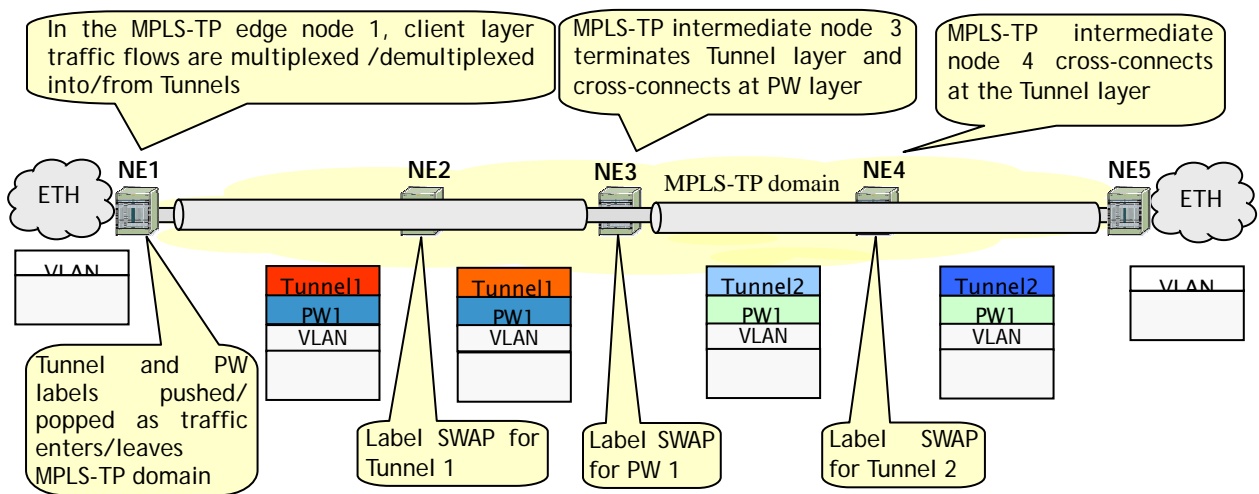 In the MPLS-TP edge node 1, client layer
traffic flows are multiplexed /demultiplexed
into/from Tunnels
MPLS-TP intermediate node 3
terminates Tunnel layer and
cross-connects at PW layer
MPLS-TP intermediate
node 4 cross-connects
at the Tunnel layer
NE1
NE2
NE3
NE4
NE5
ETH
MPLS-TP domain
ETH
VLAN
Tunnel1
PW1
VLAN
Tunnel1
PW1
VLAN
Tunnel2
PW1
VLAN
Tunnel2
PW1
VLAN
VLAN
Tunnel and PW
labels pushed/
popped as traffic
enters/leaves
MPLS-TP domain
Label SWAP for
Tunnel 1
Label SWAP
for PW 1
Label SWAP
for Tunnel 2